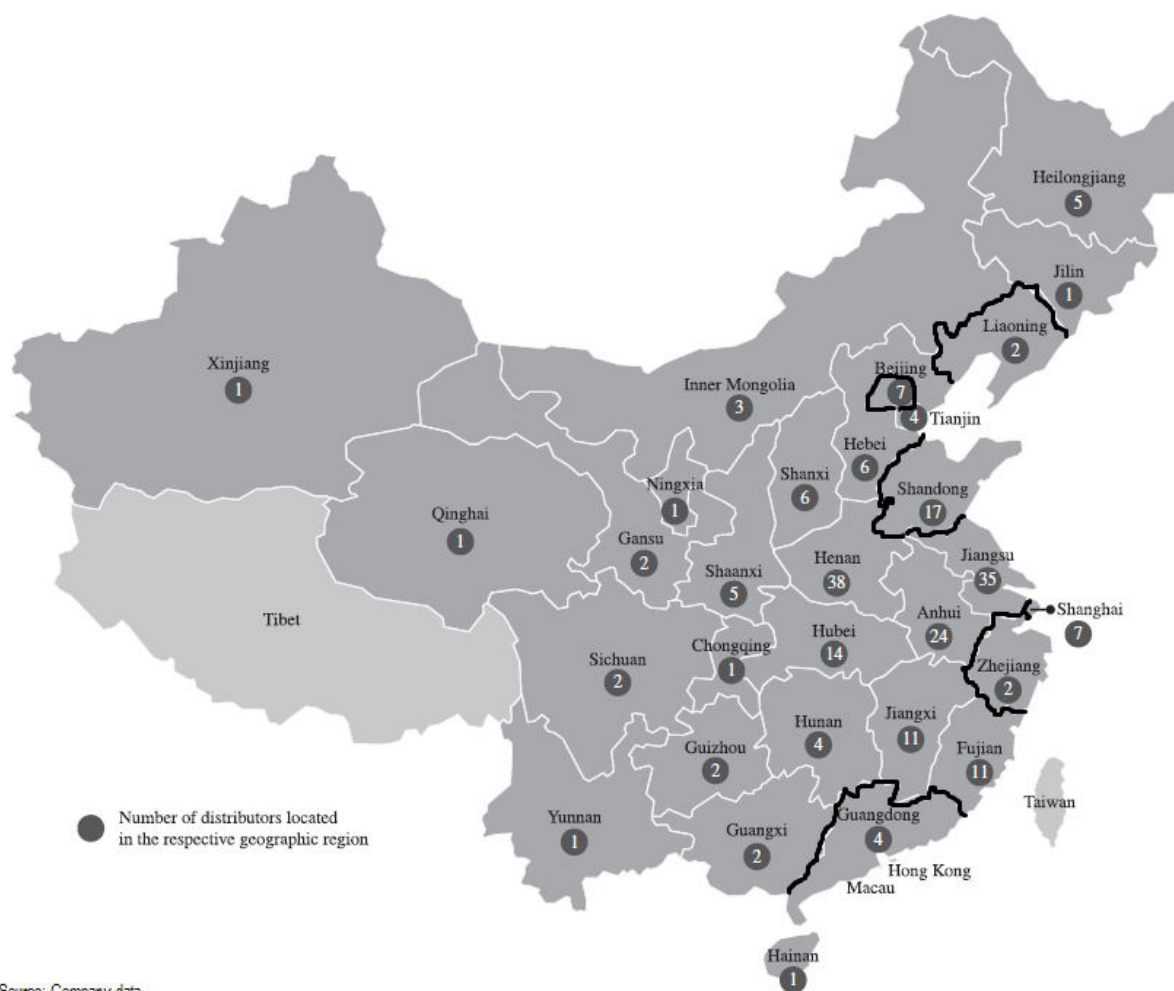 Heilongjiang
5
Jilin
1
Liaoning
2
Xinjiang
1
Inner Mongolia
3
Beijing
7
4 Tianjin
Hebei
6
Shanxi
6
Shandong
17
Ningxia
1
Qinghai
1
Gansu
2
Shaanxi
5
Henan
38
Jiangsu
35
Tibet
Anhui
24
Shanghai
7
Hubei
14
Chongqing
1
Sichuan
2
Zhejiang
2
Hunan
4
Jiangxi
11
Guizhou
2
Fujian
11
Taiwan
Number of distributors located
in the respective geographic region
Yunnan
1
Guangxi
2
Guangdong
4
Hong Kong
Macau
Hainan
1
Source: Company data